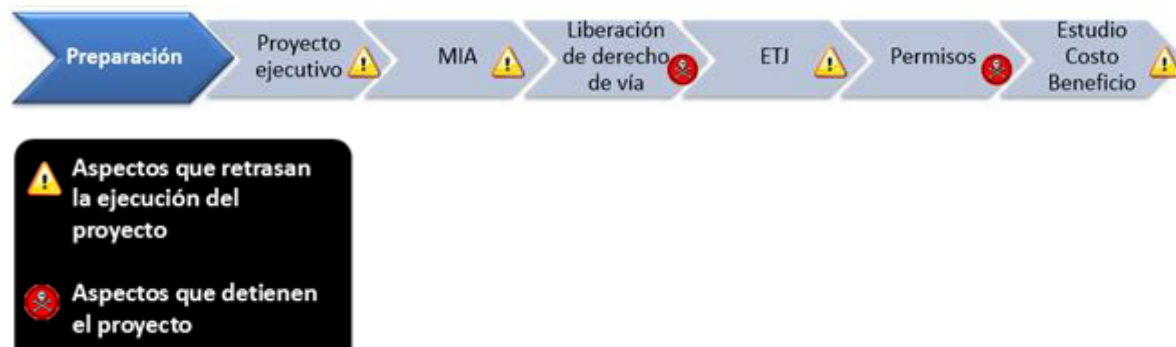 Preparación
Proyecto
ejecutivo
MIA
Liberación
de derecho
de vía
ETJ
Permisos
Estudio
Costo
Beneficio
Aspectos que retrasan
la ejecución del
proyecto
Aspectos que detienen
el proyecto